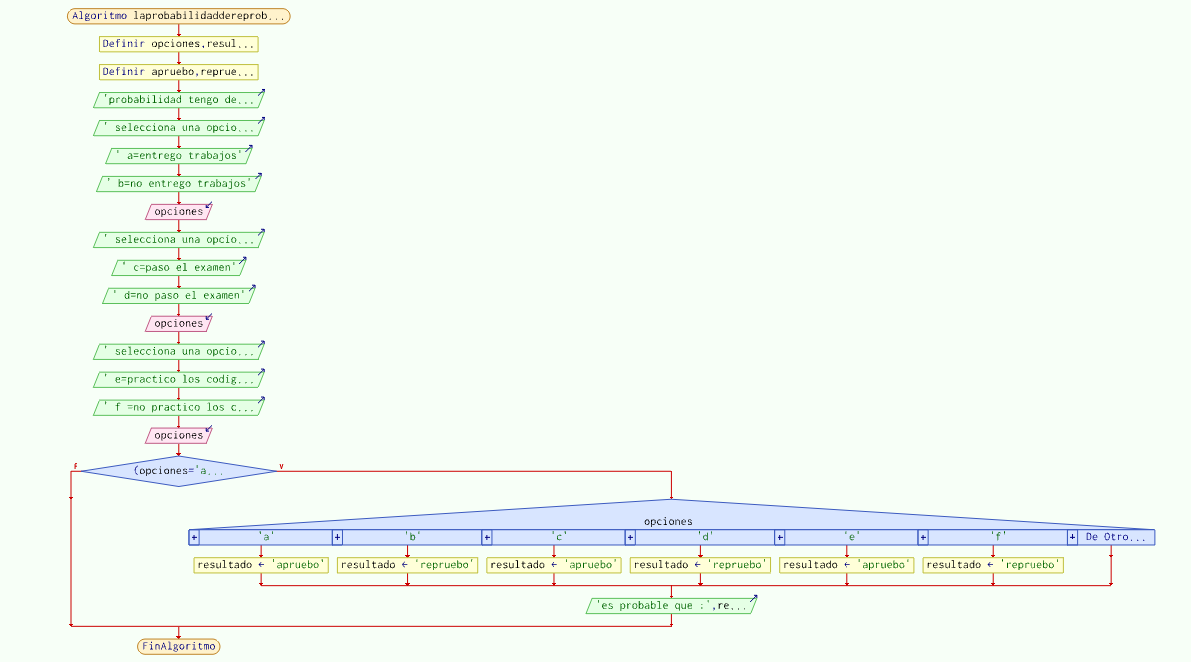 Algoritmo laprobabilidaddereprob...
Definir opciones,resul...
Definir apruebo,reprue...
'probabilidad tengo de...
' selecciona una opcio...
' a=entrego trabajos'
' b=no entrego trabajos'
opciones
' selecciona una opcio...
' c=paso el examen'
' d=no paso el examen'
opciones
' selecciona una opcio...
' e=practico los codig...
' f =no practico los c...
opciones
F (opciones='a... V
opciones
+ 'a' + 'b' + 'c' + 'd' + 'e' + 'f' + De Otro...
resultado ← 'apruebo' resultado ← 'repruebo' resultado ← 'apruebo' resultado ← 'repruebo' resultado ← 'apruebo' resultado ← 'repruebo'
'es probable que :',re...
FinAlgoritmo